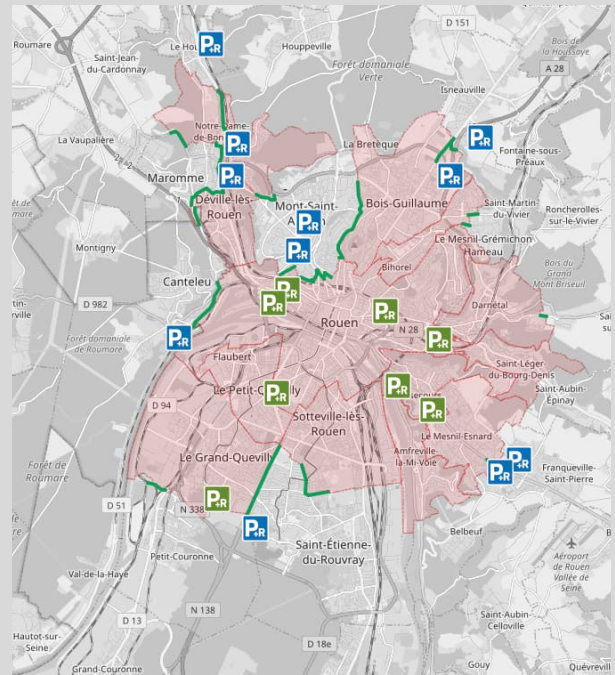 D 151
Roumare
Le Hou
P+R
Houppeville
Bois de
la Houssaye
Saint-Jean-
du-Cardonnay
Forêt domaniale
Verte
A 28
Isneauville
Notre-Dame-
de-Bon
P+R
P+R
La Vaupalière
La Bretèque
Fontaine-sous-
Préaux
Maromme
P+R
P+R
Déville-lès-
Rouen
Mont-Saint-
A
P+R
Bois-Guillaume
Saint-Martin
du-Vivier
Roncherolles-
sur-le-Vivier
Montigny
P+R
Le Mesnil-Grémichon
Hameau
Bihorel
Bois du
Grand
Mont Briseuil
Canteleu
P+R
P+R
P+R
Darnétal
D 982
Rouen
N 28
P+R
P+R
Forêt domaniale
de Roumare
Flaubert
Saint-Léger
du-Bourg-Denis
Saint-Aubin-
Épinay
Le Petit-Q
lly
P+R
P+R
secours
P+R
D 94
Sotteville-lès-
Rouen
Le Mesnil-Esnard
Amfreville-
la-Mi-Voie
Le Grand-Quevilly
P+R
P+R
Franqueville-
Saint-Pierre
Forêt de
Roumare
D 51
N 338
P+R
P+R
Belbeuf
Petit-Couronne
Saint-Étienne-
du-Rouvray
Aéroport
de Rouen
Vallée de
Seine
Val-de-la-Haye
N 138
D 13
Saint-Aubin-
Celloville
Hautot-sur-
Seine
D 18e
Gouy
Quévrevill
Grand-Couronne